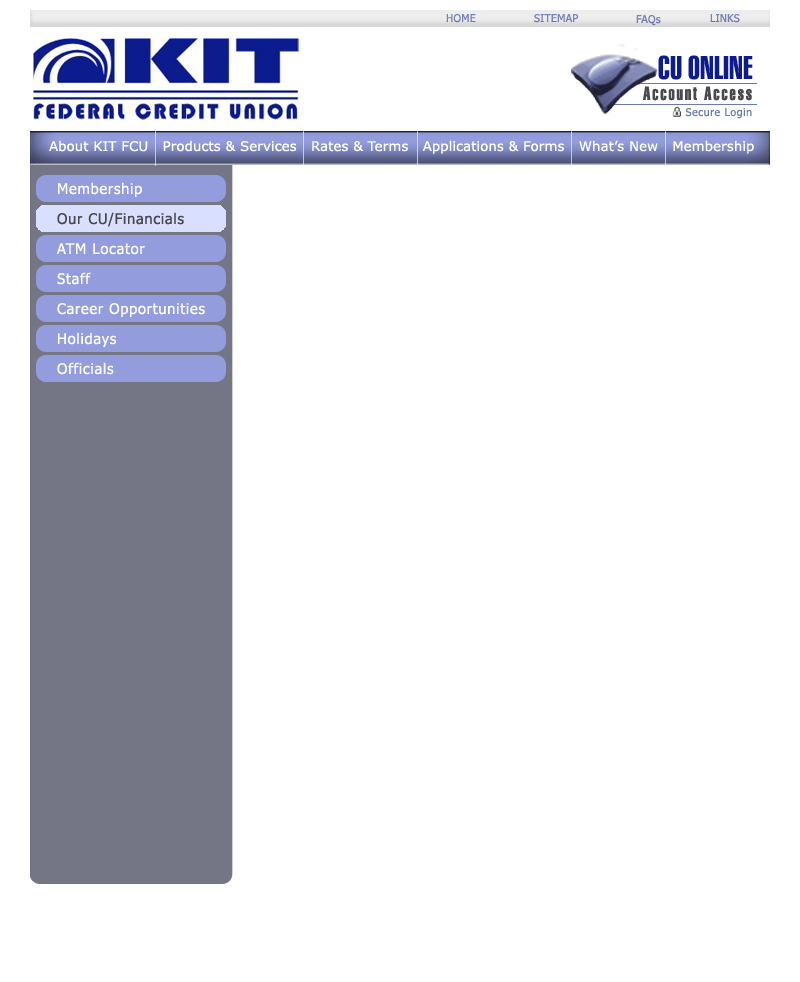 HOME SITEMAP FAQs LINKS
KIT
FEDERAL CREDIT UNION
CU ONLINE
Account Access
Secure Login
About KIT FCU Products & Services Rates & Terms Applications & Forms What's New Membership
Membership
Our CU/Financials
ATM Locator
Staff
Career Opportunities
Holidays
Officials